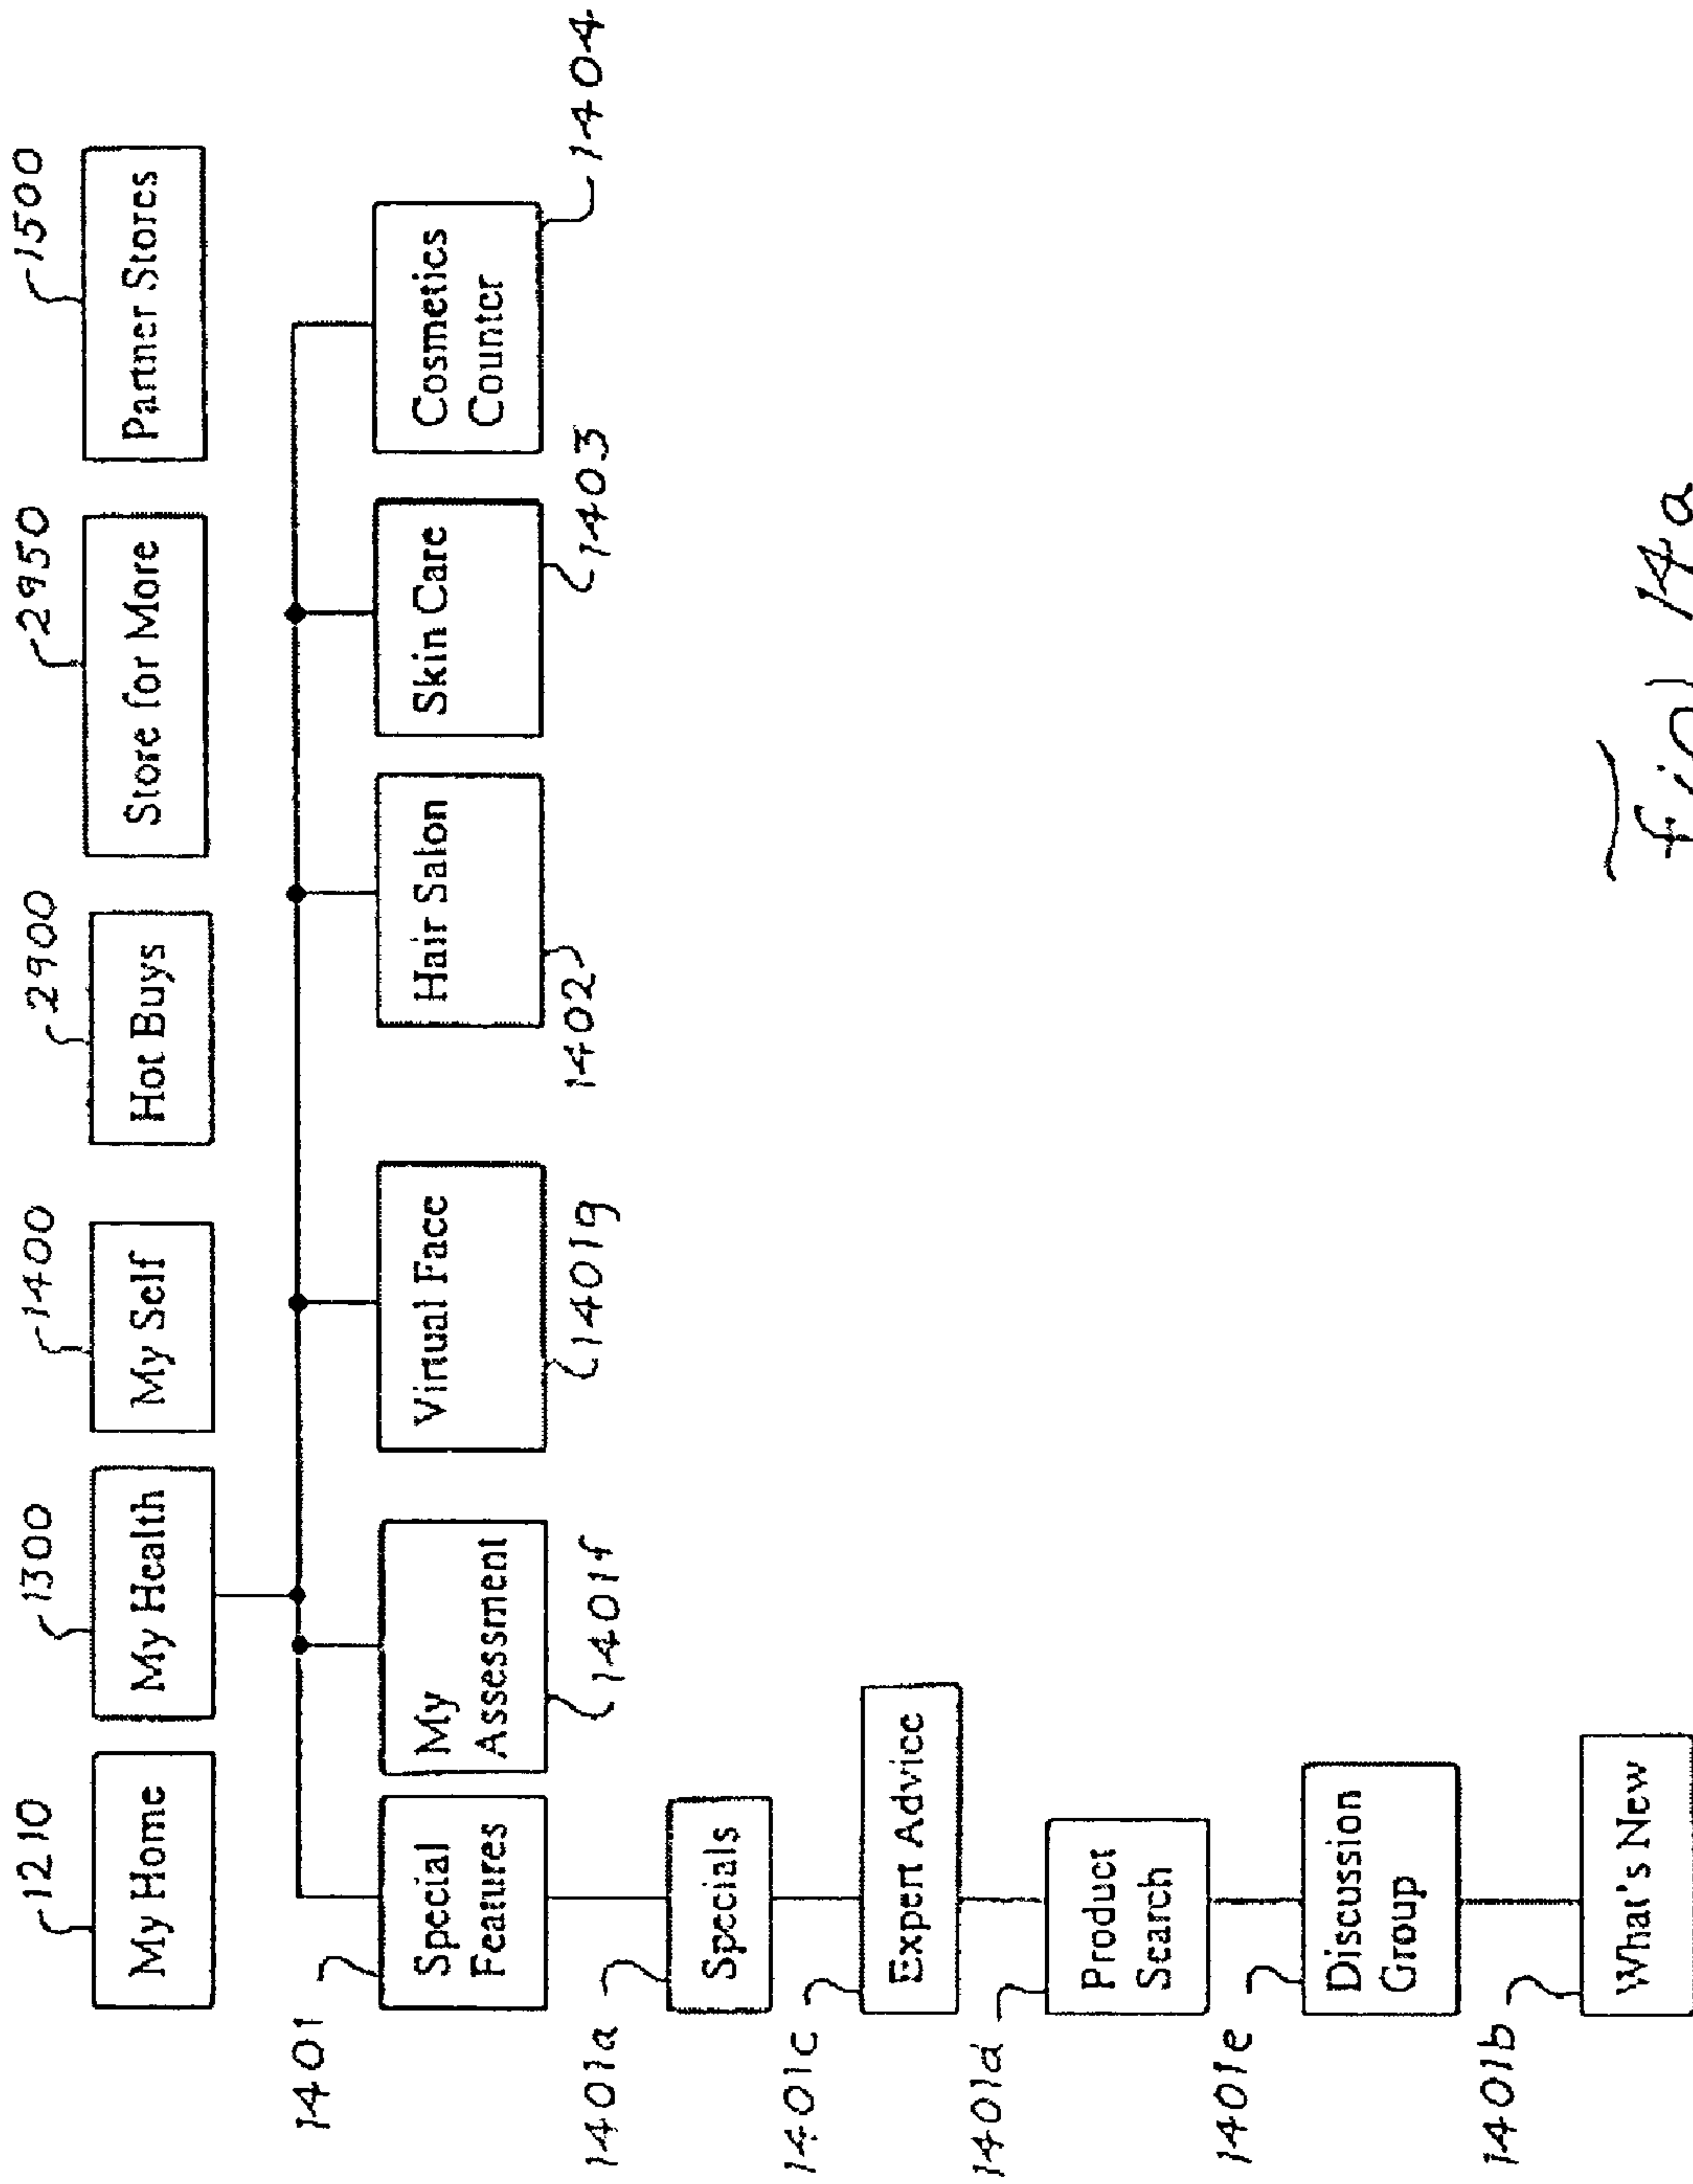 1210
1300
1400
2900
2950
1500
My Home
My Health
My Self
Hot Buys
Store for More
Partner Stores
1401
Special
Features
My
Assessment
Virtual Face
Hair Salon
Skin Care
Cosmetics
Counter
1401f
1401g
1402
1403
1404
1401a
Specials
1401c
Expert Advice
1401d
Product
Search
1401e
Discussion
Group
1401b
What's New
Fig 14a